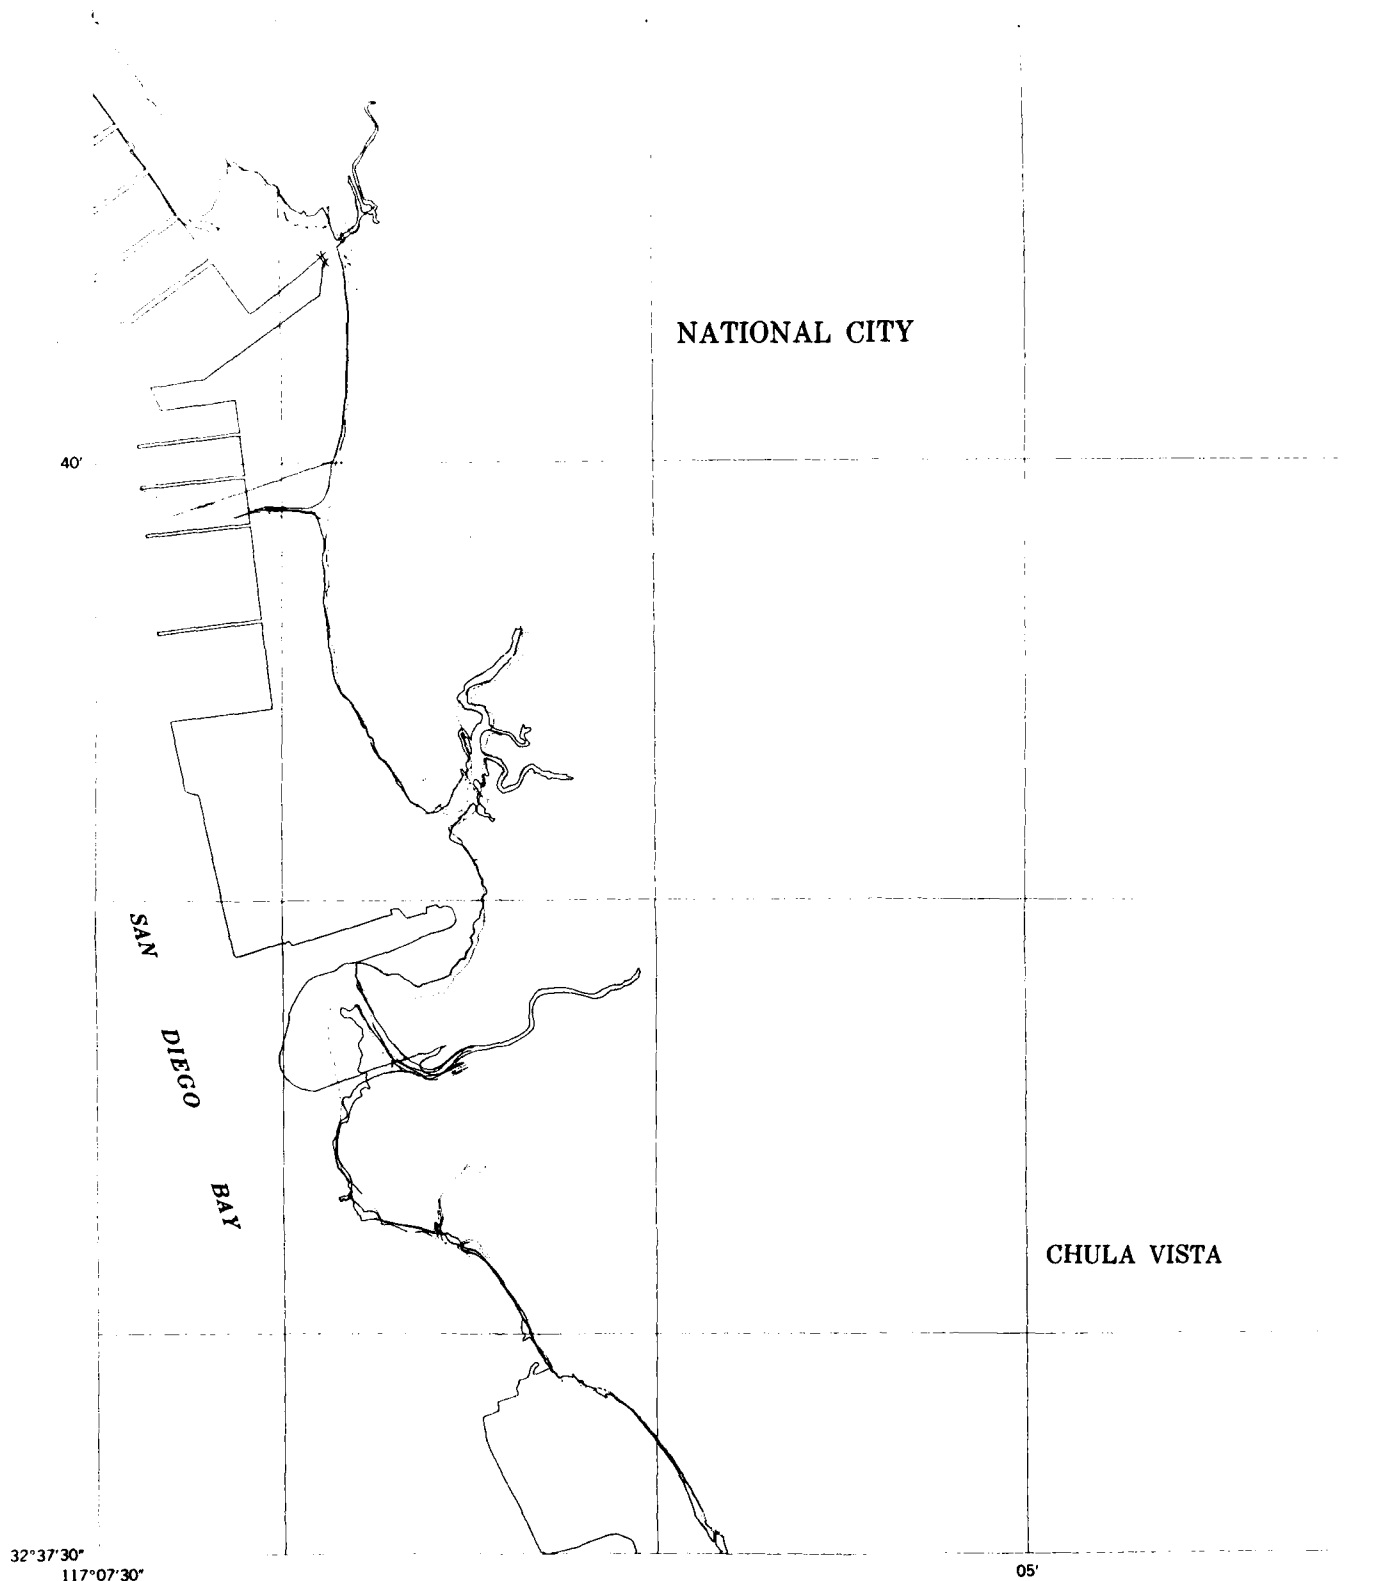 NATIONAL CITY
40'
SAN
DIEGO
BAY
CHULA VISTA
32°37'30"
117°07'30"
05'